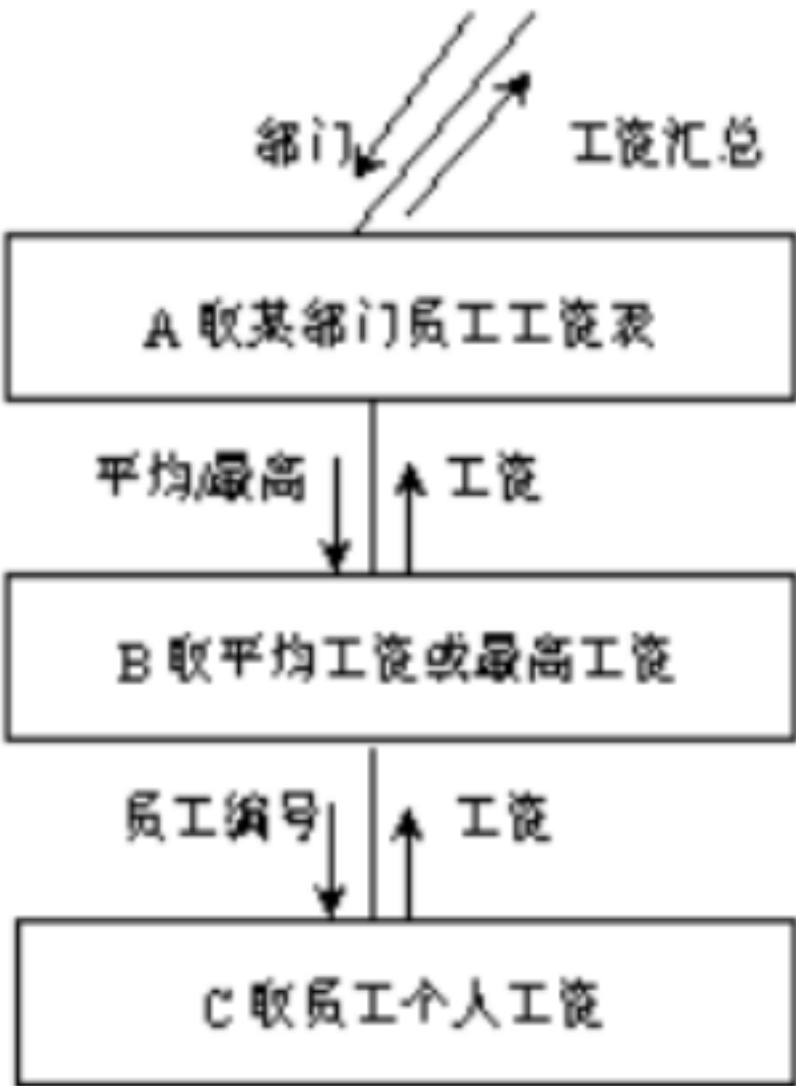 部门 工资汇总
A 取某部门员工工资表
平均/最高 工资
B 取平均工资或最高工资
员工编号 工资
C 取员工个人工资